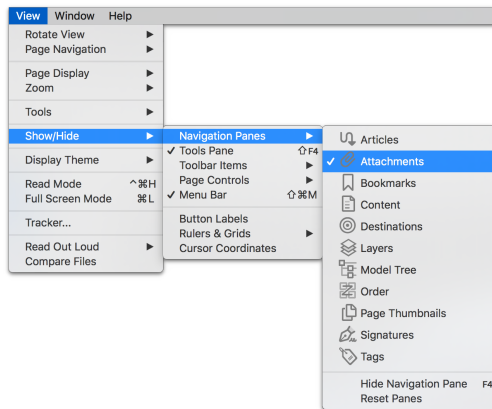 View Window Help
Rotate View
Page Navigation
Page Display
Zoom
Tools
Show/Hide
Display Theme
Read Mode ^⌘H
Full Screen Mode ⌘L
Tracker...
Read Out Loud
Compare Files
Navigation Panes
✓ Tools Pane ⇧F4
Toolbar Items
Page Controls
✓ Menu Bar ⇧⌘M
Button Labels
Rulers & Grids
Cursor Coordinates
Articles
✓ Attachments
Bookmarks
Content
Destinations
Layers
Model Tree
Order
Page Thumbnails
Signatures
Tags
Hide Navigation Pane F4
Reset Panes